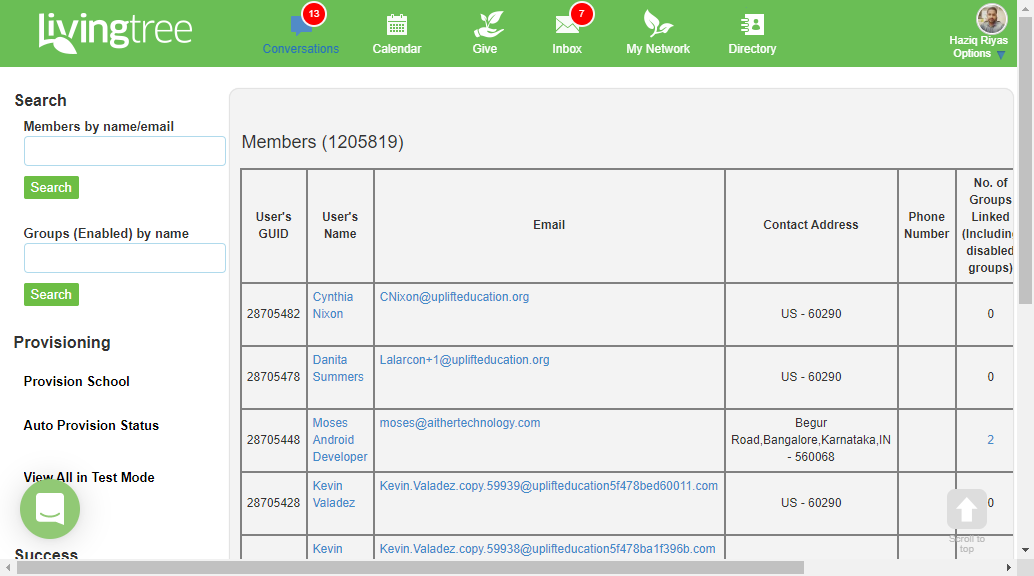 livingtree
13
Conversations
Calendar
Give
7
Inbox
My Network
Directory
Haziq Riyas
Options
Search
Members by name/email
Search
Groups (Enabled) by name
Search
Provisioning
Provision School
Auto Provision Status
View All in Test Mode
Success
Members (1205819)
User's
GUID
User's
Name
Email
Contact Address
Phone
Number
No. of
Groups
Linked
(Including
disabled
groups)
28705482
Cynthia
Nixon
CNixon@uplifteducation.org
US - 60290
0
28705478
Danita
Summers
Lalarcon+1@uplifteducation.org
US - 60290
0
28705448
Moses
Android
Developer
moses@aithertechnology.com
Begur
Road,Bangalore,Karnataka,IN
- 560068
2
28705428
Kevin
Valadez
Kevin.Valadez.copy.59939@uplifteducation5f478bed60011.com
US - 60290
0
Kevin
Kevin.Valadez.copy.59938@uplifteducation5f478ba1f396b.com
Scroll to
top